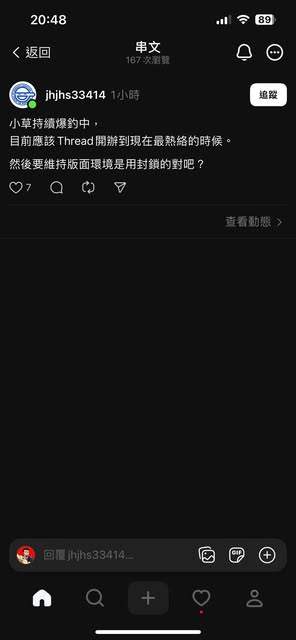 20:48
89
返回
串文
167 次瀏覽
jhjhs33414 1小時
追蹤
小草持續爆釣中，
目前應該 Thread 開辦到現在最熱絡的時候。
然後要維持版面環境是用封鎖的對吧？
7
查看動態
回覆 jhjhs33414...
GIF